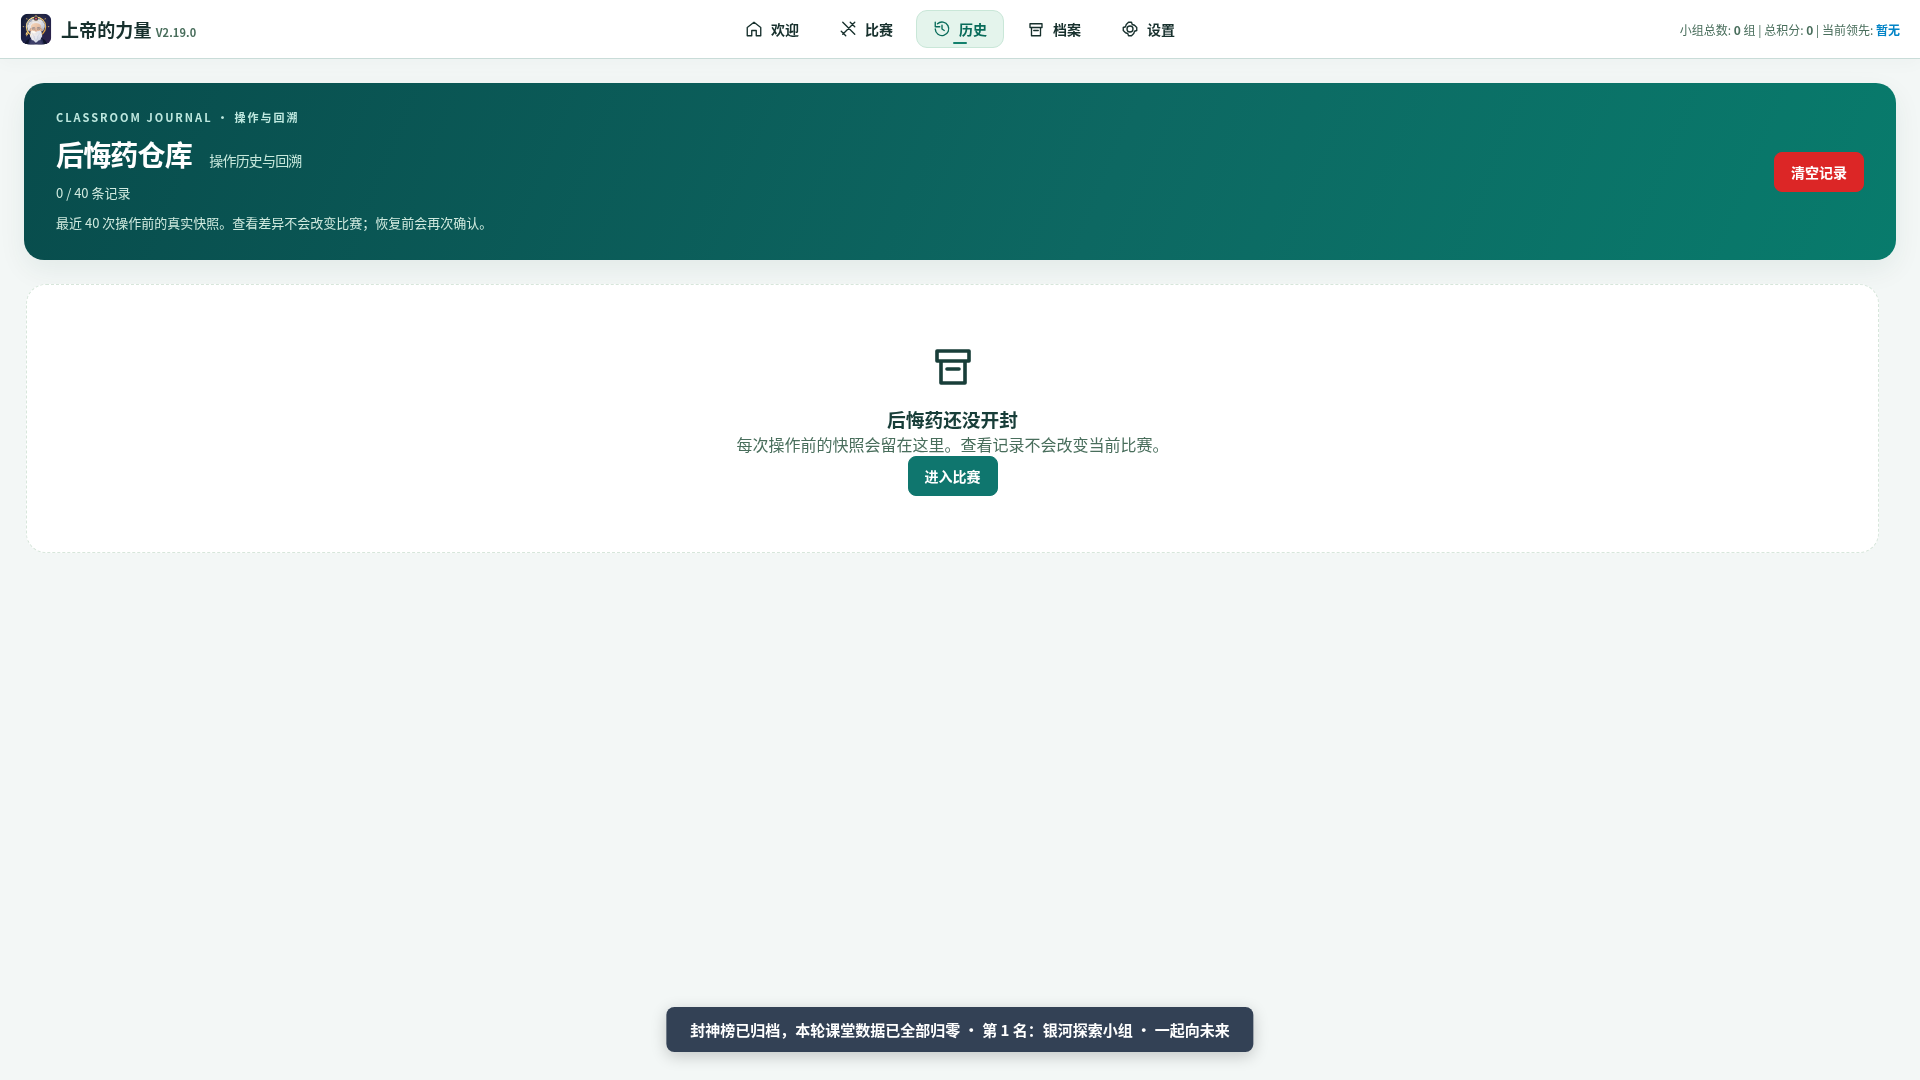 上帝的力量 V2.19.0
欢迎
比赛
历史
档案
设置
小组总数: 0 组 | 总积分: 0 | 当前领先: 暂无
CLASSROOM JOURNAL · 操作与回溯
后悔药仓库 操作历史与回溯
0 / 40 条记录
最近 40 次操作前的真实快照。查看差异不会改变比赛；恢复前会再次确认。
清空记录
后悔药还没开封
每次操作前的快照会留在这里。查看记录不会改变当前比赛。
进入比赛
封神榜已归档，本轮课堂数据已全部归零 · 第 1 名：银河探索小组 · 一起向未来